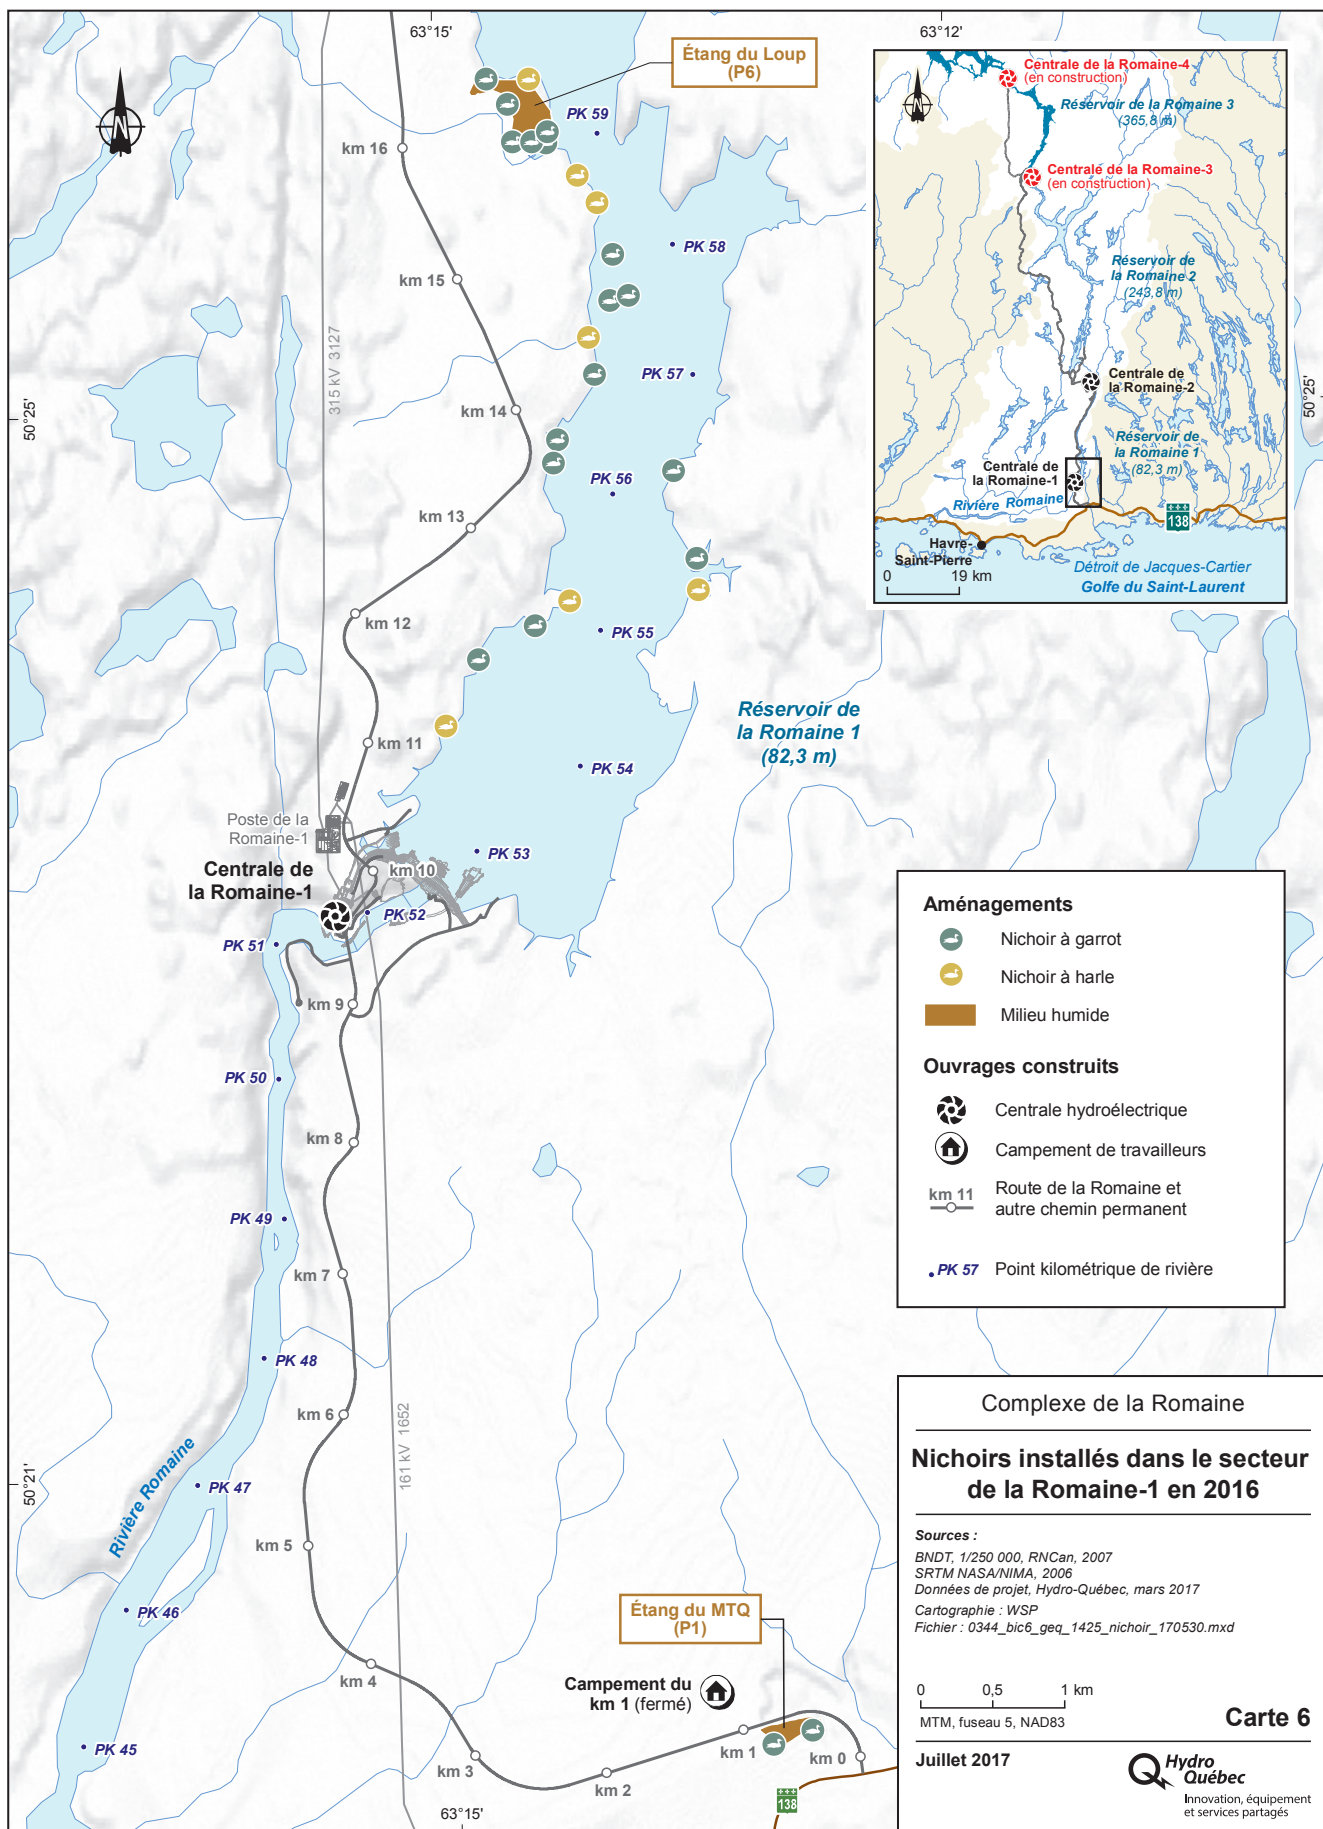 63°15'
63°12'
Étang du Loup
(P6)
PK 59
km 16
PK 58
km 15
315 kV 3127
PK 57
km 14
50°25'
50°25'
PK 56
km 13
km 12
PK 55
Réservoir de
la Romaine 1
(82,3 m)
km 11
PK 54
Poste de la
Romaine-1
PK 53
Centrale de
la Romaine-1
km 10
PK 52
PK 51
km 9
PK 50
km 8
PK 49
km 7
PK 48
km 6
161 kV 1652
Rivière Romaine
50°21'
PK 47
km 5
PK 46
Étang du MTQ
(P1)
km 4
Campement du
km 1 (fermé)
PK 45
km 3
km 2
km 1
km 0
138
63°15'
Centrale de la Romaine-4
(en construction)
Réservoir de la Romaine 3
(365,8 m)
Centrale de la Romaine-3
(en construction)
Réservoir de
la Romaine 2
(243,8 m)
Centrale de
la Romaine-2
Réservoir de
la Romaine 1
(82,3 m)
Centrale de
la Romaine-1
Rivière Romaine
138
Havre-
Saint-Pierre
0 19 km
Détroit de Jacques-Cartier
Golfe du Saint-Laurent
N
N
Aménagements
Nichoir à garrot
Nichoir à harle
Milieu humide
Ouvrages construits
Centrale hydroélectrique
Campement de travailleurs
km 11
Route de la Romaine et
autre chemin permanent
PK 57 Point kilométrique de rivière
Complexe de la Romaine
Nichoirs installés dans le secteur
de la Romaine-1 en 2016
Sources :
BNDT, 1/250 000, RNCan, 2007
SRTM NASA/NIMA, 2006
Données de projet, Hydro-Québec, mars 2017
Cartographie : WSP
Fichier : 0344_bic6_geq_1425_nichoir_170530.mxd
0 0,5 1 km
MTM, fuseau 5, NAD83
Carte 6
Juillet 2017
Hydro
Québec
Innovation, équipement
et services partagés